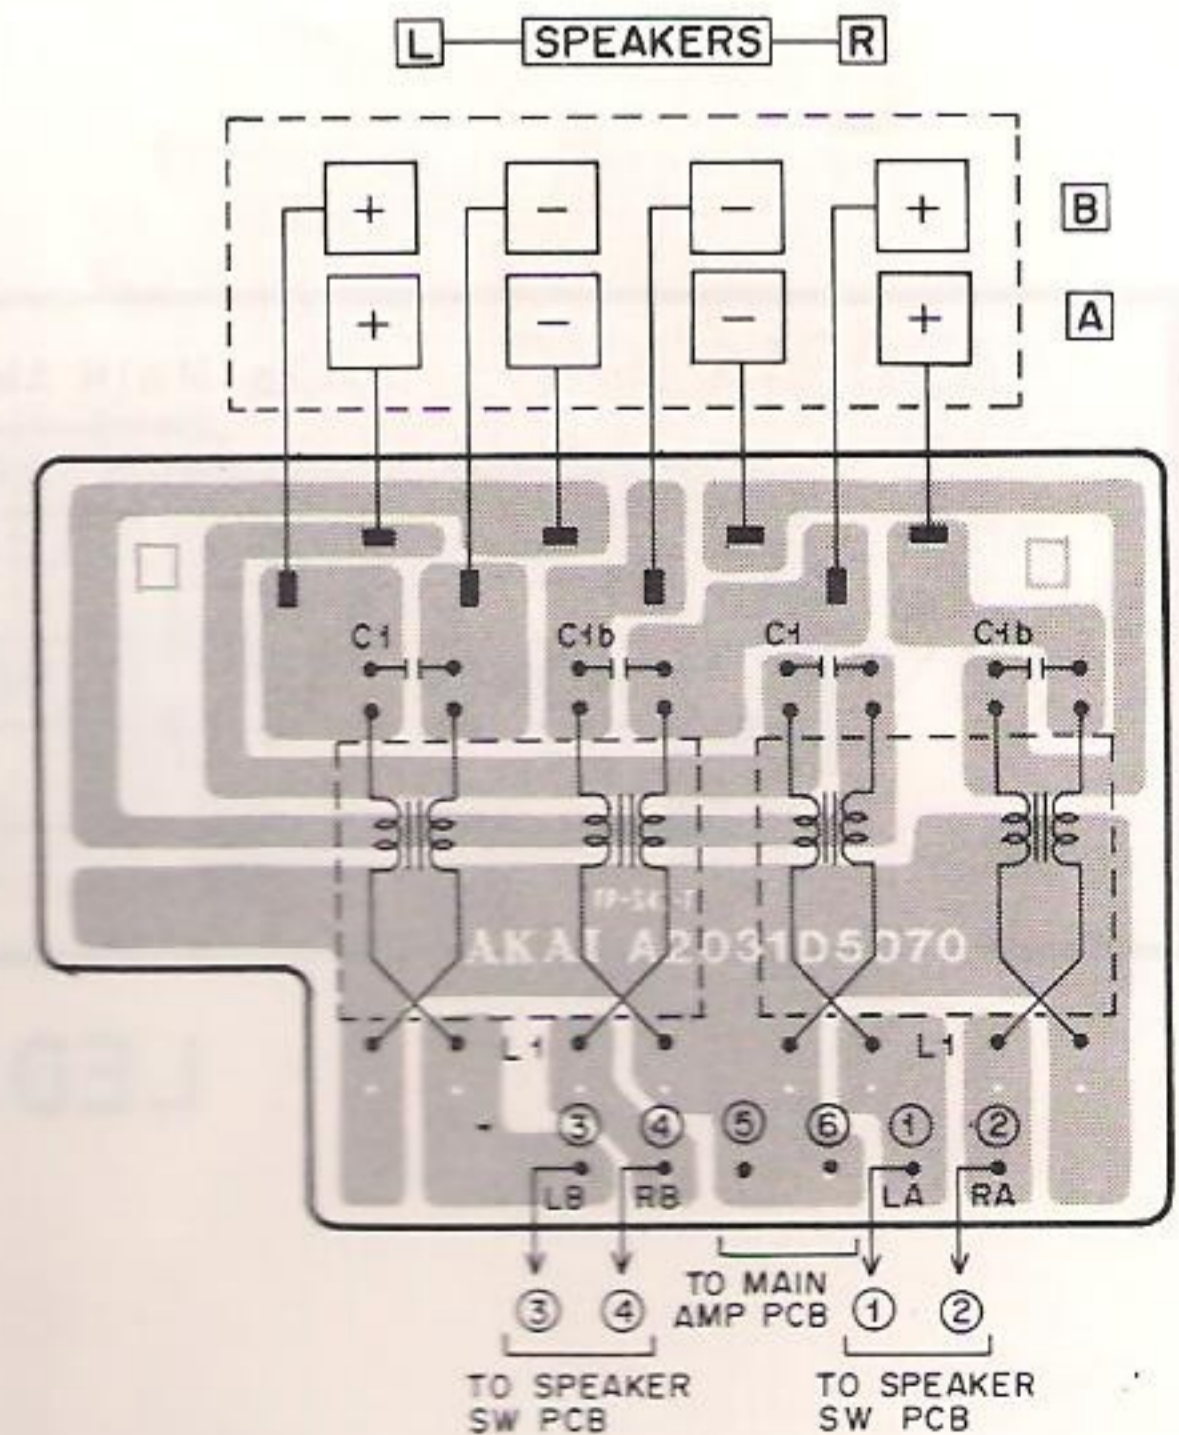 L SPEAKERS R
+ - - + B
+ - - + A
C1 C1b C1 C1b
AKAI A2031D5070
L1 L1
3 4 5 6 1 2
LB RB LA RA
3 4 TO MAIN AMP PCB 1 2
TO SPEAKER SW PCB TO SPEAKER SW PCB
LED